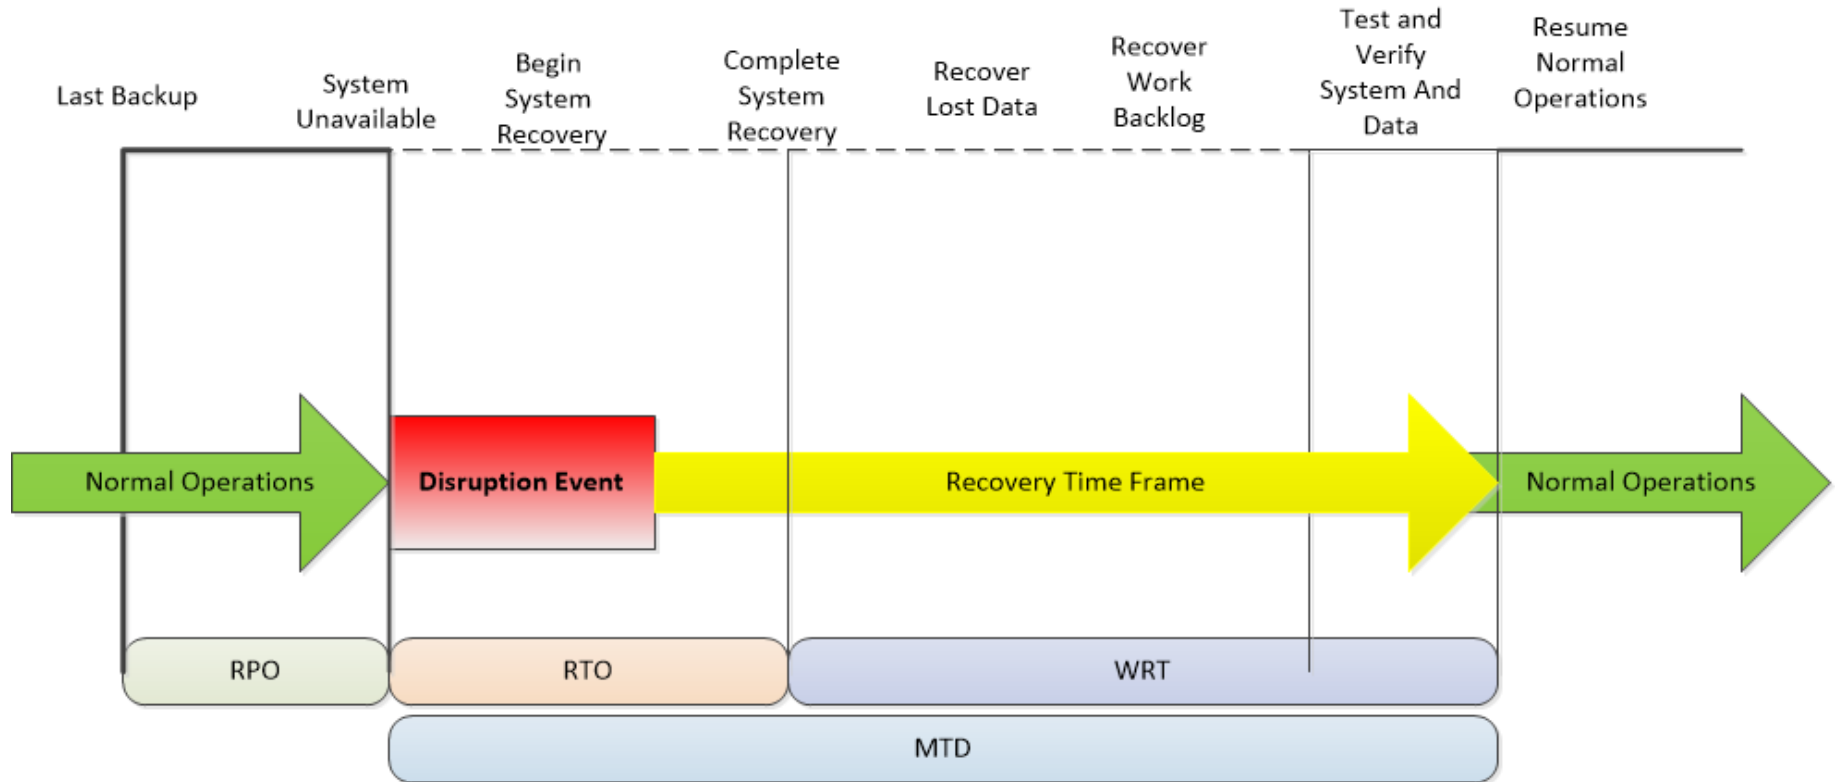 Last Backup
System
Unavailable
Begin
System
Recovery
Complete
System
Recovery
Recover
Lost Data
Recover
Work
Backlog
Test and
Verify
System And
Data
Resume
Normal
Operations
Normal Operations
Disruption Event
Recovery Time Frame
Normal Operations
RPO
RTO
WRT
MTD